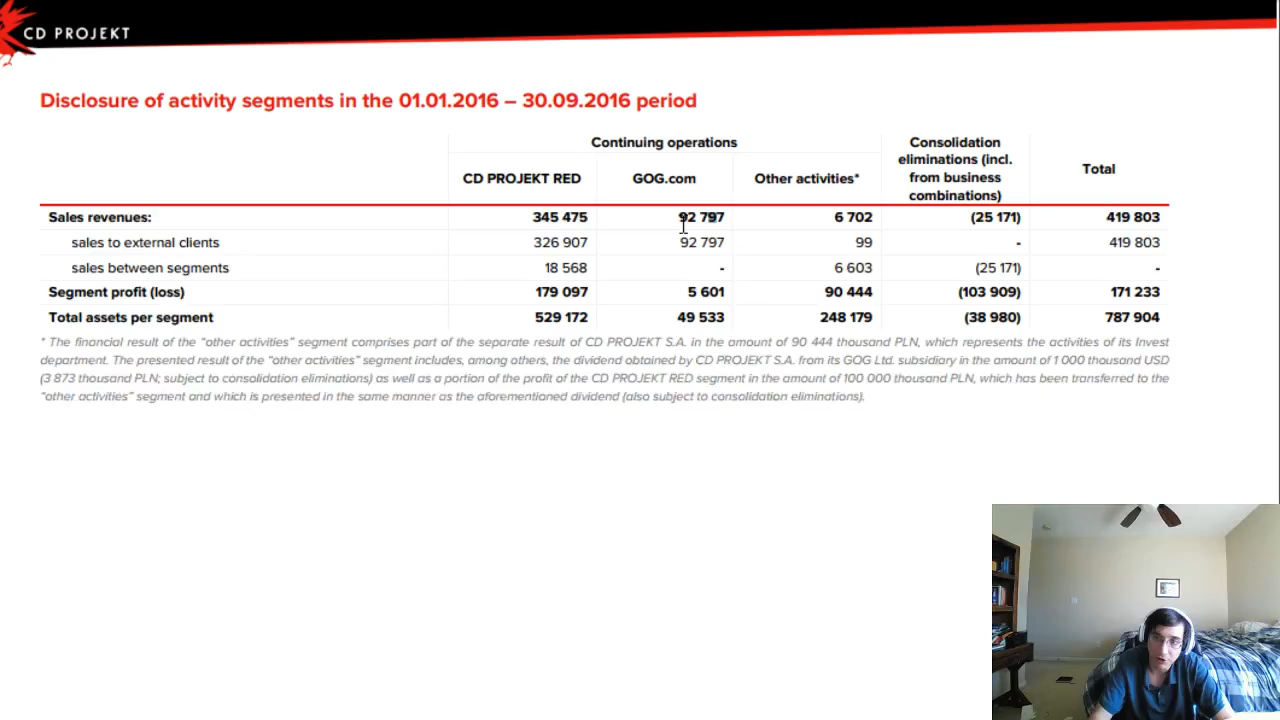 CD PROJEKT
Disclosure of activity segments in the 01.01.2016 – 30.09.2016 period
Continuing operations
Consolidation
eliminations (incl.
from business
combinations)
Total
CD PROJEKT RED GOG.com Other activities*
Sales revenues: 345 475 92 797 6 702 (25 171) 419 803
sales to external clients 326 907 92 797 99 - 419 803
sales between segments 18 568 - 6 603 (25 171) -
Segment profit (loss) 179 097 5 601 90 444 (103 909) 171 233
Total assets per segment 529 172 49 533 248 179 (38 980) 787 904
* The financial result of the “other activities” segment comprises part of the separate result of CD PROJEKT S.A. in the amount of 90 444 thousand PLN, which represents the activities of its Invest
department. The presented result of the “other activities” segment includes, among others, the dividend obtained by CD PROJEKT S.A. from its GOG Ltd. subsidiary in the amount of 1 000 thousand USD
(3 873 thousand PLN; subject to consolidation eliminations) as well as a portion of the profit of the CD PROJEKT RED segment in the amount of 100 000 thousand PLN, which has been transferred to the
“other activities” segment and which is presented in the same manner as the aforementioned dividend (also subject to consolidation eliminations).